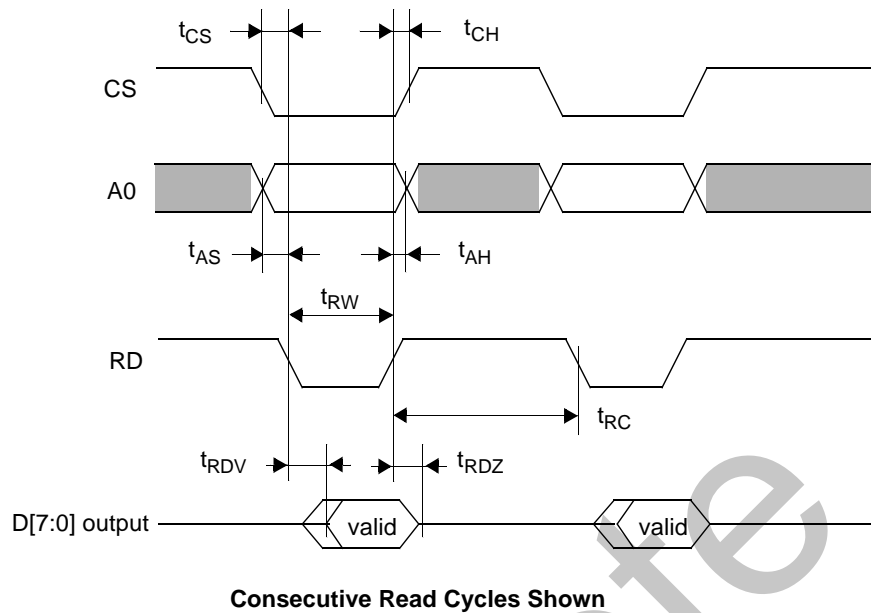 tCS tCH
CS
A0
tAS tAH
tRW
RD
tRC
tRDV tRDZ
D[7:0] output valid valid
Consecutive Read Cycles Shown